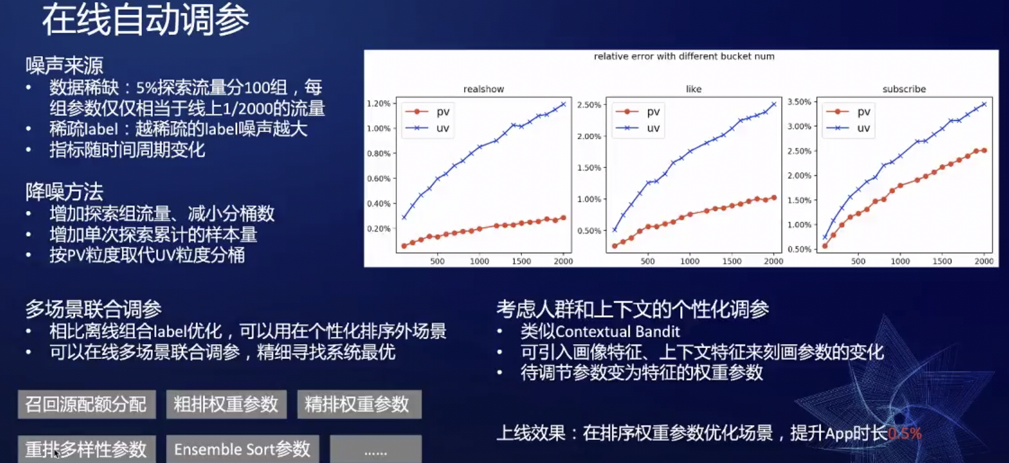 在线自动调参
噪声来源
• 数据稀缺：5%探索流量分100组，每
组参数仅仅相当于线上1/2000的流量
• 稀疏label：越稀疏的label噪声越大
• 指标随时间周期变化
降噪方法
• 增加探索组流量、减小分桶数
• 增加单次探索累计的样本量
• 按PV粒度取代UV粒度分桶
relative error with different bucket num
realshow
pv
uv
1.20%
1.00%
0.80%
0.60%
0.40%
0.20%
500 1000 1500 2000
like
pv
uv
2.50%
2.00%
1.50%
1.00%
0.50%
500 1000 1500 2000
subscribe
pv
uv
3.50%
3.00%
2.50%
2.00%
1.50%
1.00%
0.50%
500 1000 1500 2000
多场景联合调参
• 相比离线组合label优化，可以用在个性化排序外场景
• 可以在线多场景联合调参，精细寻找系统最优
召回源配额分配 粗排权重参数 精排权重参数
重排多样性参数 Ensemble Sort参数 ......
考虑人群和上下文的个性化调参
• 类似Contextual Bandit
• 可引入画像特征、上下文特征来刻画参数的变化
• 待调节参数变为特征的权重参数
上线效果：在排序权重参数优化场景，提升App时长0.5%